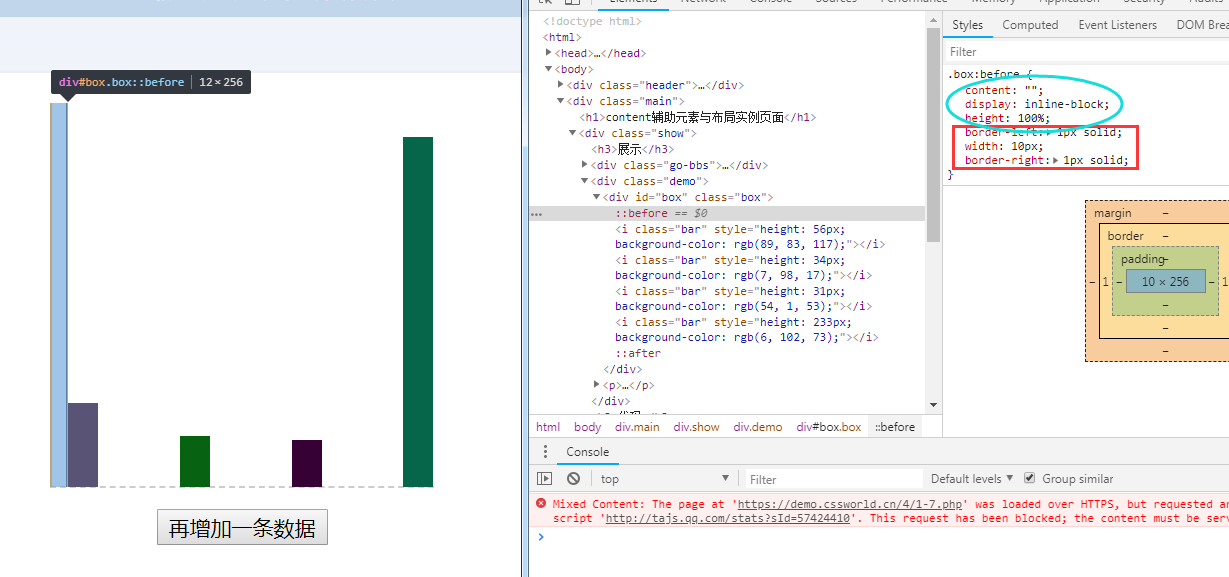 Elements Network Console Sources Performance Memory Application Security Audits
div#box.box::before | 12 × 256
再增加一条数据
<!doctype html>
<html>
<head>…</head>
<body>
<div class="header">…</div>
<div class="main">
<h1>content辅助元素与布局实例页面</h1>
<div class="show">
<h3>展示</h3>
<div class="go-bbs">…</div>
<div class="demo">
<div id="box" class="box">
… ::before == $0
<i class="bar" style="height: 56px;
background-color: rgb(89, 83, 117);"></i>
<i class="bar" style="height: 34px;
background-color: rgb(7, 98, 17);"></i>
<i class="bar" style="height: 31px;
background-color: rgb(54, 1, 53);"></i>
<i class="bar" style="height: 233px;
background-color: rgb(6, 102, 73);"></i>
::after
</div>
<p>…</p>
</div>
html body div.main div.show div.demo div#box.box ::before
Styles Computed Event Listeners DOM Brea
Filter
.box:before {
content: "";
display: inline-block;
height: 100%;
border-left: 1px solid;
width: 10px;
border-right: 1px solid;
}
margin –
border –
padding –
– 1 – 10 × 256 – 1
–
–
–
Console
top Filter Default levels Group similar
Mixed Content: The page at 'https://demo.cssworld.cn/4/1-7.php' was loaded over HTTPS, but requested an
script 'http://tajs.qq.com/stats?sId=57424410'. This request has been blocked; the content must be serv